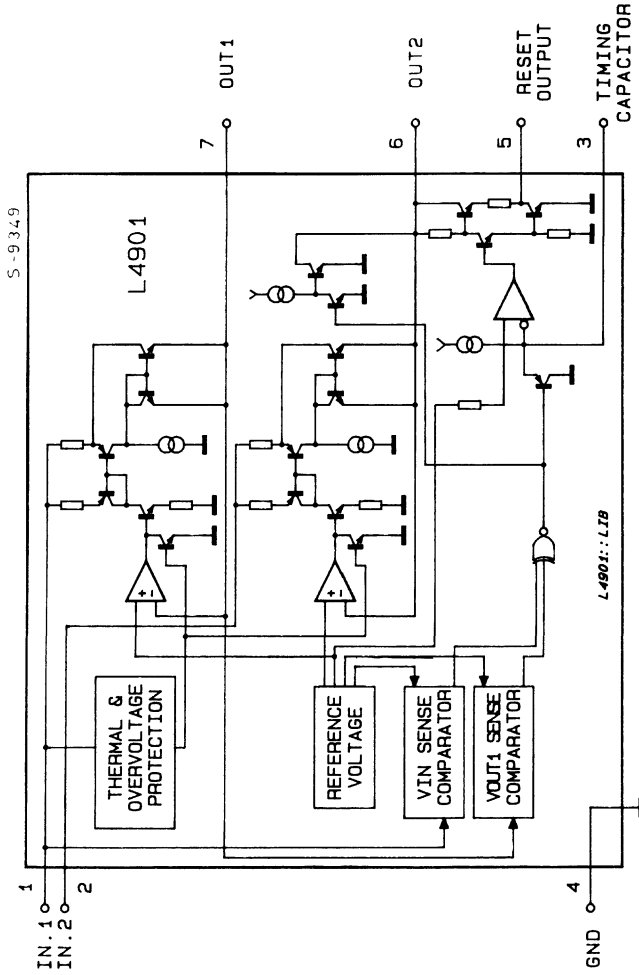 S-9349
L4901
1
IN.1
IN.2
2
THERMAL &
OVERVOLTAGE
PROTECTION
+
-
7
OUT1
REFERENCE
VOLTAGE
+
-
6
OUT2
VIN SENSE
COMPARATOR
VOUT1 SENSE
COMPARATOR
5
RESET
OUTPUT
3
TIMING
CAPACITOR
4
GND
L4901::LIB